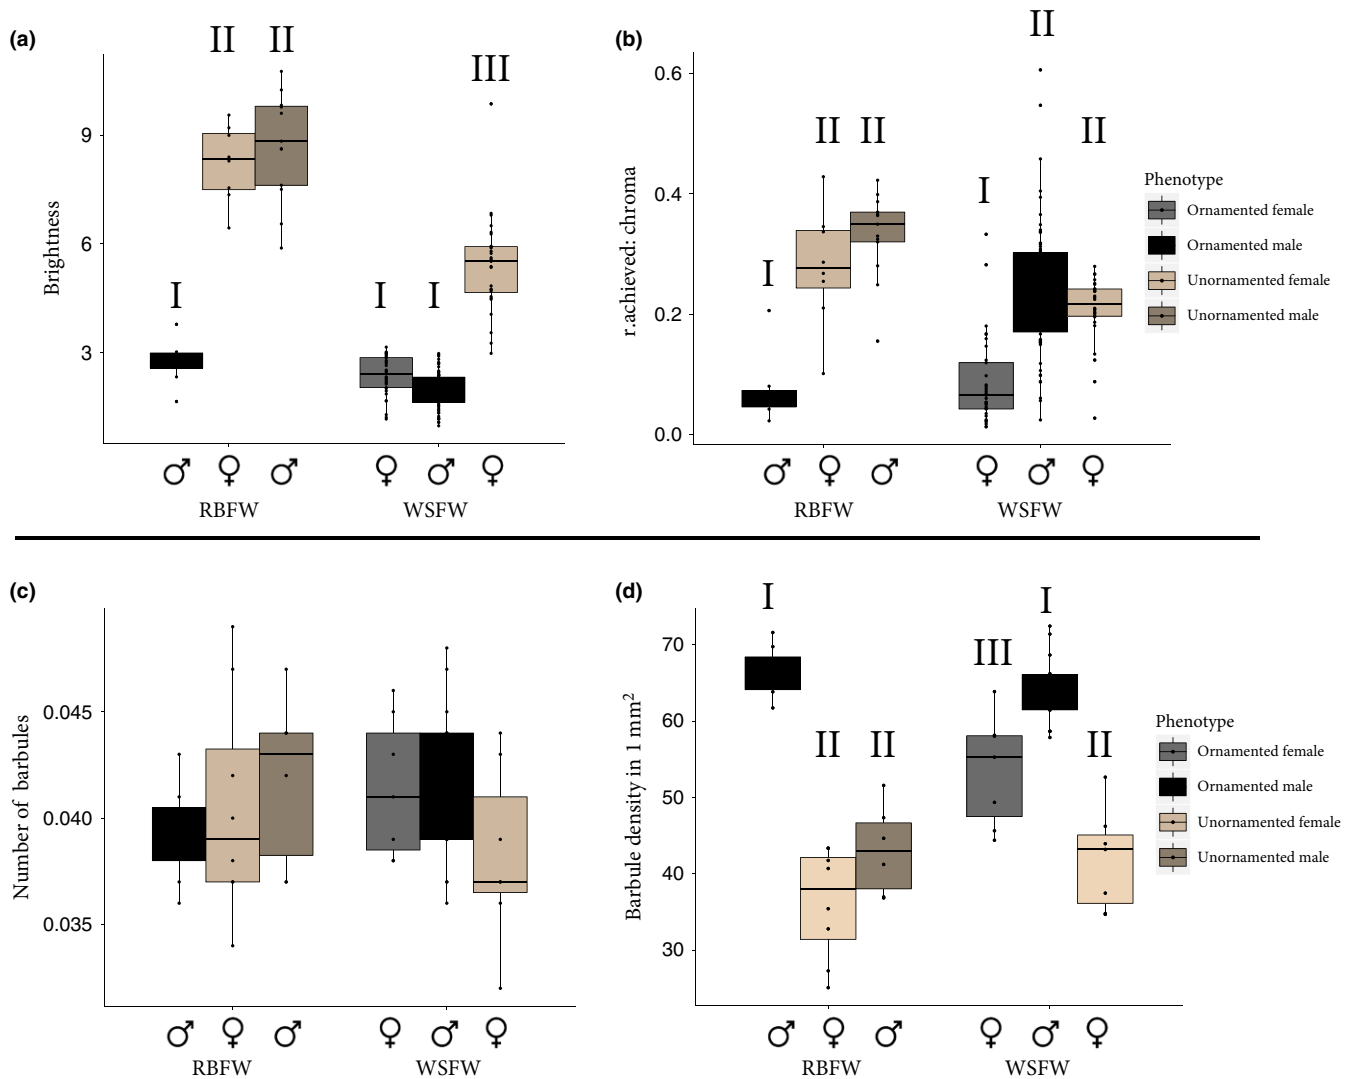 (a)
Brightness
9
6
3
I
II
II
I
I
III
♂ ♀ ♂ ♀ ♂ ♀
RBFW WSFW
(b)
r.achieved: chroma
0.6
0.4
0.2
0.0
I
II
II
I
II
II
♂ ♀ ♂ ♀ ♂ ♀
RBFW WSFW
Phenotype
Ornamented female
Ornamented male
Unornamented female
Unornamented male
(c)
Number of barbules
0.045
0.040
0.035
♂ ♀ ♂ ♀ ♂ ♀
RBFW WSFW
(d)
Barbule density in 1 mm²
70
60
50
40
30
I
II
II
III
I
II
♂ ♀ ♂ ♀ ♂ ♀
RBFW WSFW
Phenotype
Ornamented female
Ornamented male
Unornamented female
Unornamented male